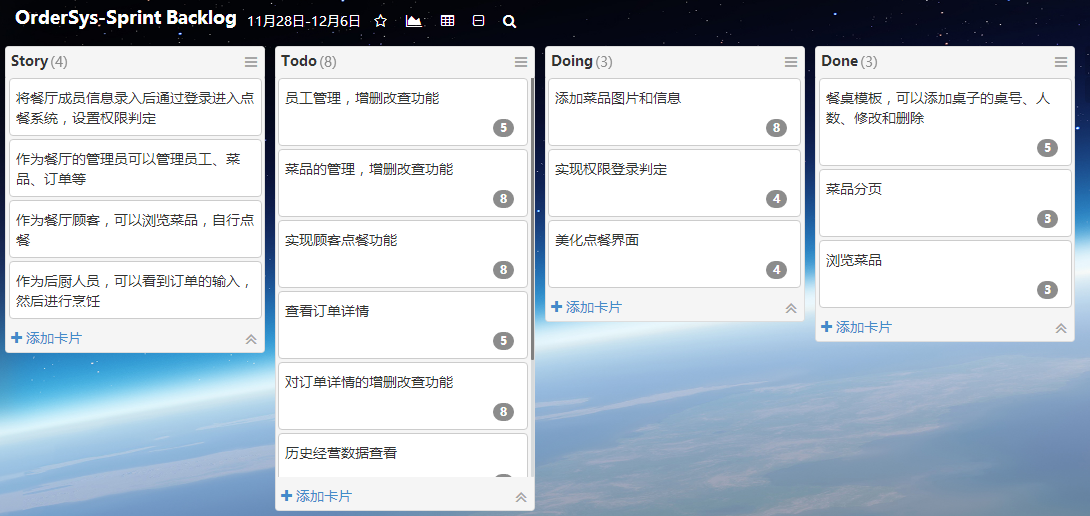 OrderSys-Sprint Backlog 11月28日-12月6日
Story (4)
将餐厅成员信息录入后通过登录进入点
餐系统，设置权限判定
作为餐厅的管理员可以管理员工、菜
品、订单等
作为餐厅顾客，可以浏览菜品，自行点
餐
作为后厨人员，可以看到订单的输入，
然后进行烹饪
添加卡片
Todo (8)
员工管理，增删改查功能
5
菜品的管理，增删改查功能
8
实现顾客点餐功能
8
查看订单详情
5
对订单详情的增删改查功能
8
历史经营数据查看
添加卡片
Doing (3)
添加菜品图片和信息
8
实现权限登录判定
4
美化点餐界面
4
添加卡片
Done (3)
餐桌模板，可以添加桌子的桌号、人
数、修改和删除
5
菜品分页
3
浏览菜品
3
添加卡片